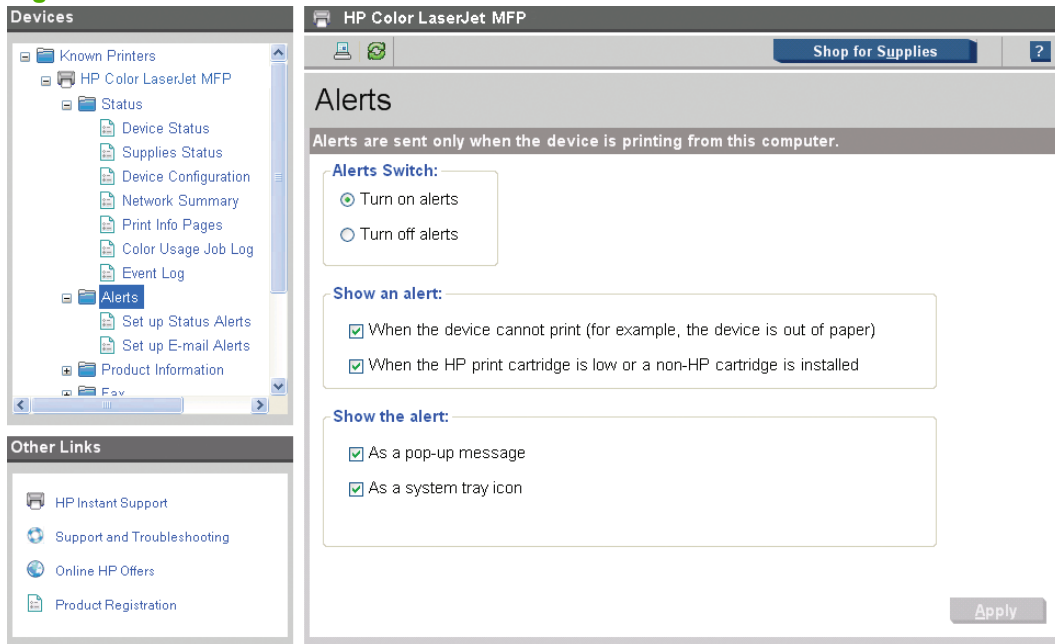 Devices
Known Printers
HP Color LaserJet MFP
Status
Device Status
Supplies Status
Device Configuration
Network Summary
Print Info Pages
Color Usage Job Log
Event Log
Alerts
Set up Status Alerts
Set up E-mail Alerts
Product Information
Fax
Other Links
HP Instant Support
Support and Troubleshooting
Online HP Offers
Product Registration
HP Color LaserJet MFP
Shop for Supplies
?
Alerts
Alerts are sent only when the device is printing from this computer.
Alerts Switch:
Turn on alerts
Turn off alerts
Show an alert:
When the device cannot print (for example, the device is out of paper)
When the HP print cartridge is low or a non-HP cartridge is installed
Show the alert:
As a pop-up message
As a system tray icon
Apply